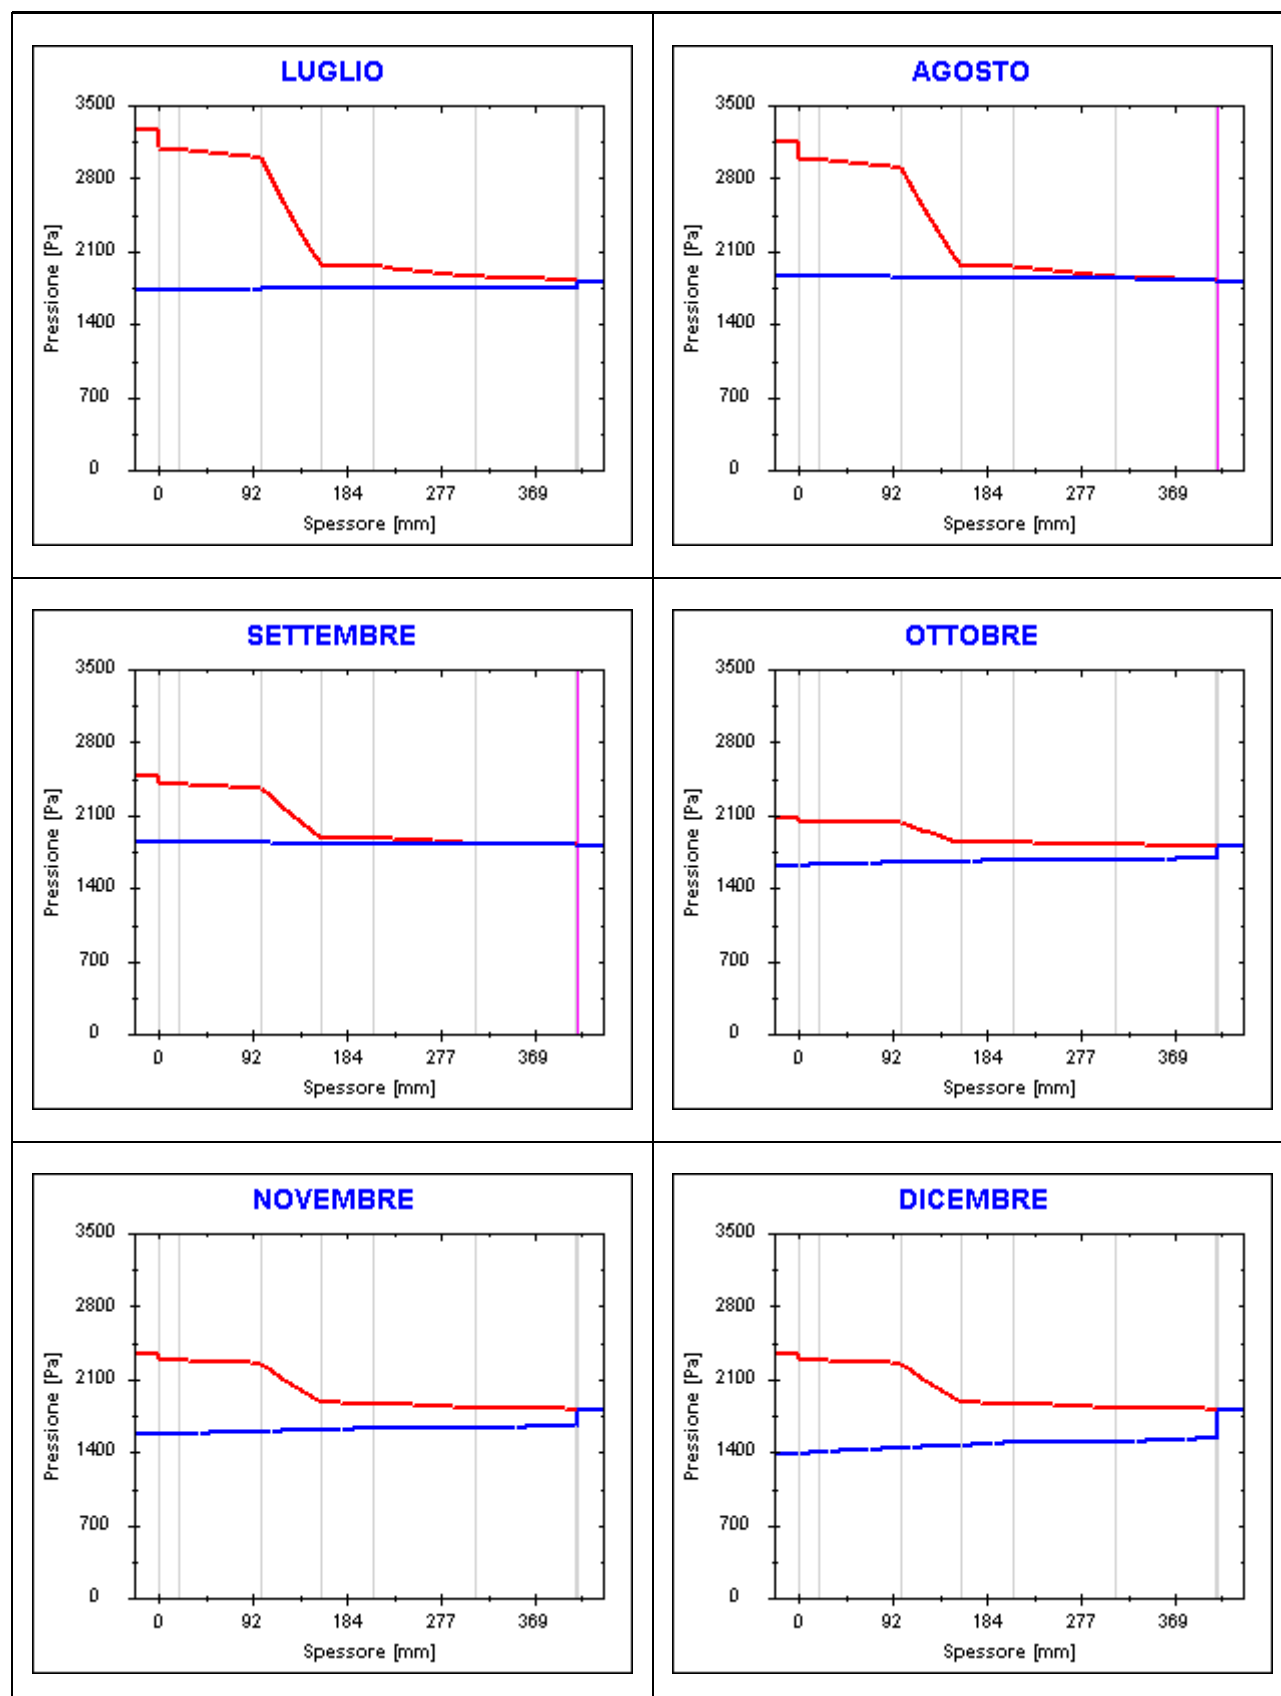 LUGLIO
3500
2800
2100
1400
700
0
Pressione [Pa]
0 92 184 277 369
Spessore [mm]
AGOSTO
3500
2800
2100
1400
700
0
Pressione [Pa]
0 92 184 277 369
Spessore [mm]
SETTEMBRE
3500
2800
2100
1400
700
0
Pressione [Pa]
0 92 184 277 369
Spessore [mm]
OTTOBRE
3500
2800
2100
1400
700
0
Pressione [Pa]
0 92 184 277 369
Spessore [mm]
NOVEMBRE
3500
2800
2100
1400
700
0
Pressione [Pa]
0 92 184 277 369
Spessore [mm]
DICEMBRE
3500
2800
2100
1400
700
0
Pressione [Pa]
0 92 184 277 369
Spessore [mm]